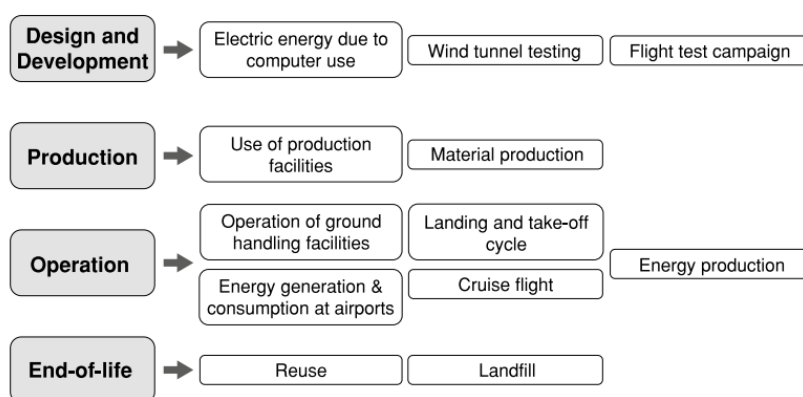 Design and
Development
Electric energy due to
computer use
Wind tunnel testing
Flight test campaign
Production
Use of production
facilities
Material production
Operation
Operation of ground
handling facilities
Landing and take-off
cycle
Energy generation &
consumption at airports
Cruise flight
Energy production
End-of-life
Reuse
Landfill